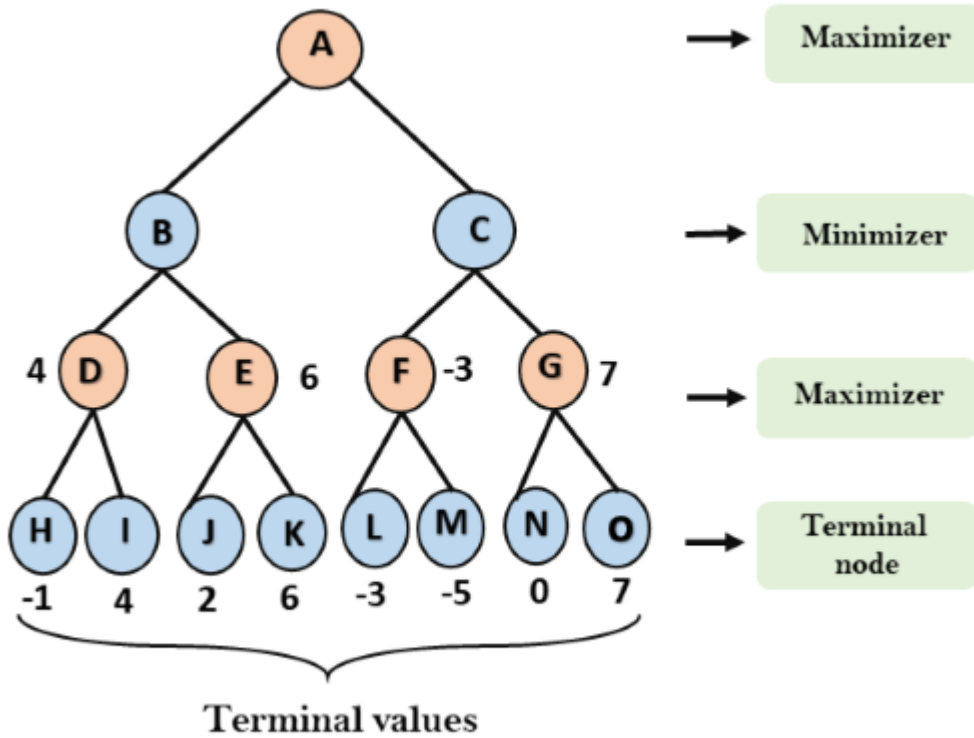 A
Maximizer
B
C
Minimizer
4 D
E 6
F -3
G 7
Maximizer
H I J K L M N O
Terminal
node
-1 4 2 6 -3 -5 0 7
Terminal values